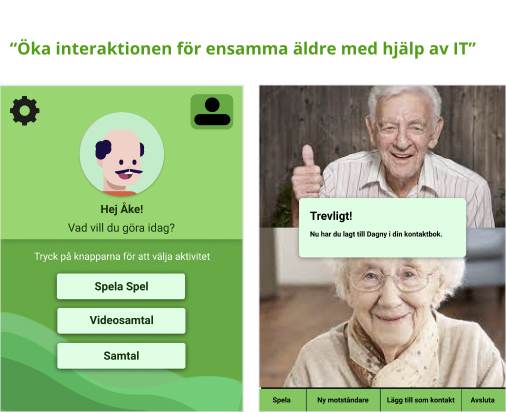 “Öka interaktionen för ensamma äldre med hjälp av IT”
Hej Åke!
Vad vill du göra idag?
Tryck på knapparna för att välja aktivitet
Spela Spel
Videosamtal
Samtal
Trevligt!
Nu har du lagt till Dagny i din kontaktbok.
Spela
Ny motståndare
Lägg till som kontakt
Avsluta